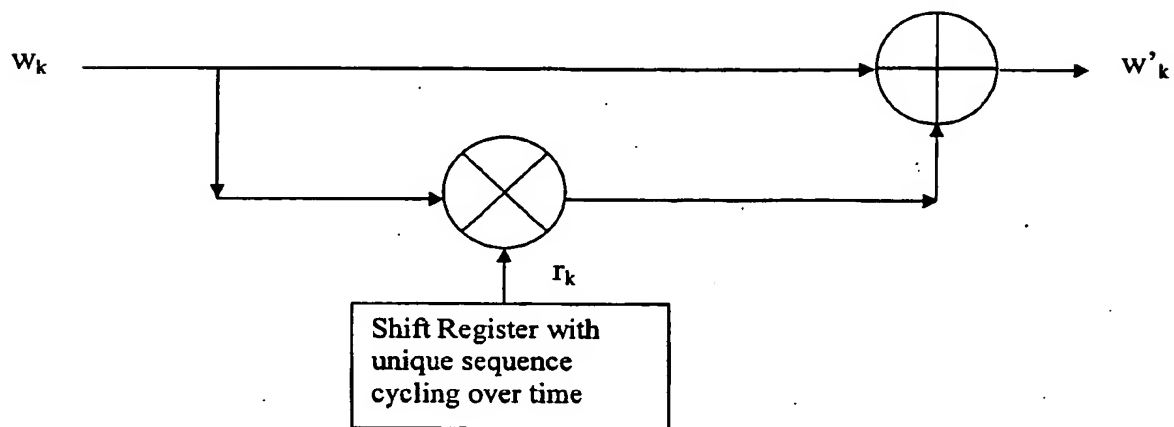 w_k
w'_k
r_k
Shift Register with
unique sequence
cycling over time